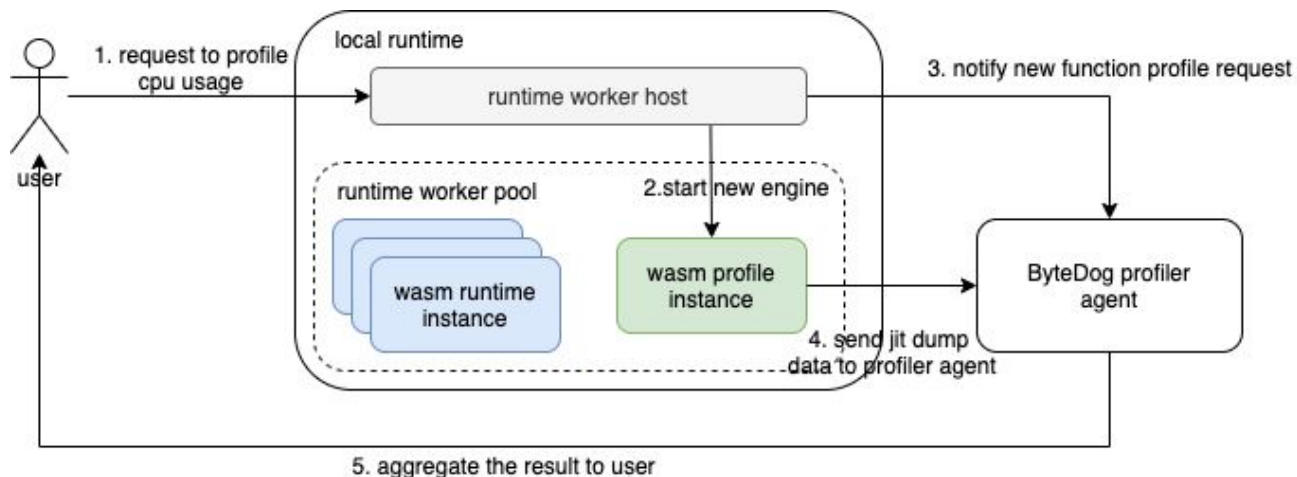 local runtime
1. request to profile
cpu usage
3. notify new function profile request
runtime worker host
user
runtime worker pool
2.start new engine
wasm runtime
instance
wasm profile
instance
ByteDog profiler
agent
4. send jit dump
data to profiler agent
5. aggregate the result to user